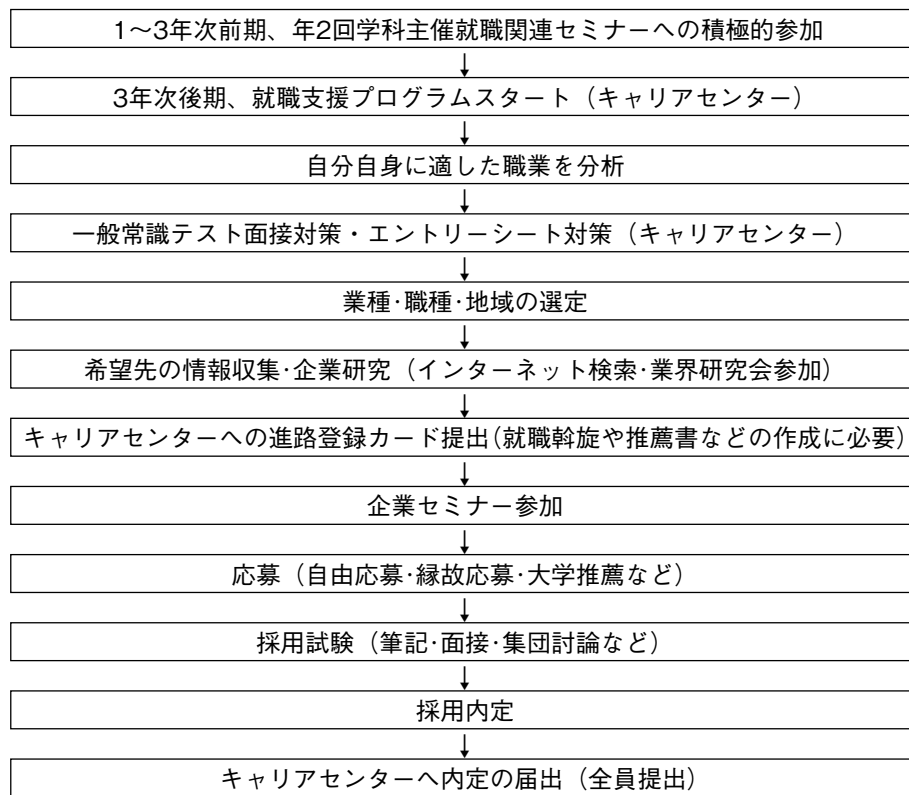 1～3年次前期、年2回学科主催就職関連セミナーへの積極的参加
3年次後期、就職支援プログラムスタート（キャリアセンター）
自分自身に適した職業を分析
一般常識テスト面接対策・エントリーシート対策（キャリアセンター）
業種･職種･地域の選定
希望先の情報収集･企業研究（インターネット検索･業界研究会参加）
キャリアセンターへの進路登録カード提出(就職斡旋や推薦書などの作成に必要)
企業セミナー参加
応募（自由応募･縁故応募･大学推薦など）
採用試験（筆記･面接･集団討論など）
採用内定
キャリアセンターへ内定の届出（全員提出）